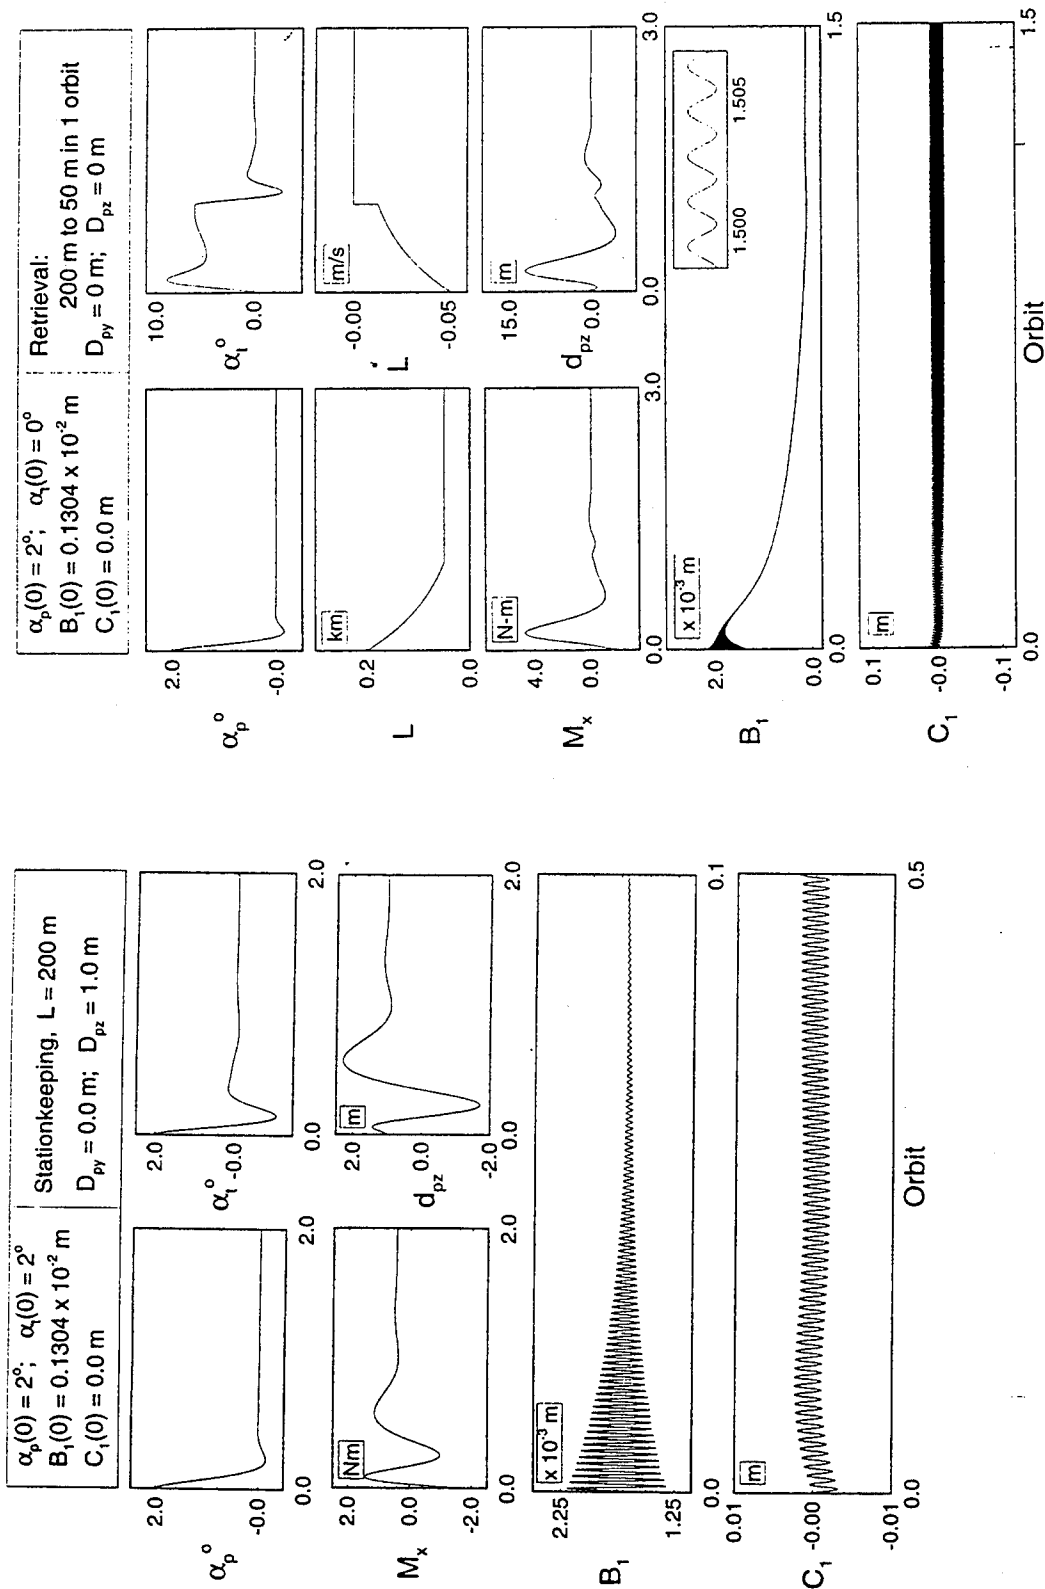 αp(0) = 2°; αt(0) = 2°
B1(0) = 0.1304 x 10-2 m
C1(0) = 0.0 m
Stationkeeping, L = 200 m
Dpy = 0.0 m; Dpz = 1.0 m
αp°
2.0
-0.0
0.0
2.0
αt°
2.0
-0.0
0.0
2.0
Mx
Nm
2.0
0.0
-2.0
0.0
2.0
dpz
m
2.0
0.0
-2.0
0.0
2.0
B1
x 10-3 m
2.25
1.25
0.0
0.1
C1
m
0.01
-0.00
-0.01
0.0
0.5
Orbit
αp(0) = 2°; αt(0) = 0°
B1(0) = 0.1304 x 10-2 m
C1(0) = 0.0 m
Retrieval:
200 m to 50 m in 1 orbit
Dpy = 0 m; Dpz = 0 m
αp°
2.0
-0.0
αt°
10.0
0.0
L
km
0.2
0.0
L
m/s
-0.00
-0.05
Mx
N-m
4.0
0.0
0.0
3.0
dpz
m
15.0
0.0
0.0
3.0
B1
x 10-3 m
2.0
0.0
0.0
1.5
1.500
1.505
C1
m
0.1
-0.0
-0.1
0.0
1.5
Orbit